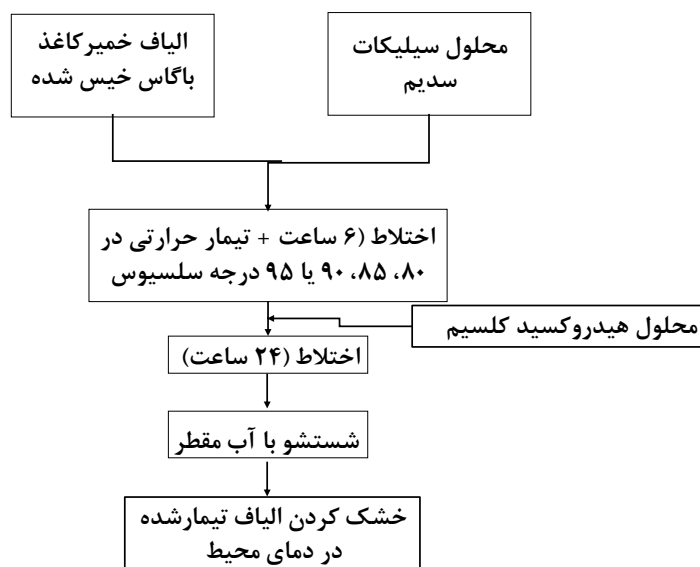 الیاف خمیرکاغذ
باگاس خیس شده
محلول سیلیکات
سدیم
اختلاط (۶ ساعت + تیمار حرارتی در
۸۰، ۸۵، ۹۰ یا ۹۵ درجه سلسیوس
محلول هیدروکسید کلسیم
اختلاط (۲۴ ساعت)
شستشو با آب مقطر
خشک کردن الیاف تیمارشده
در دمای محیط